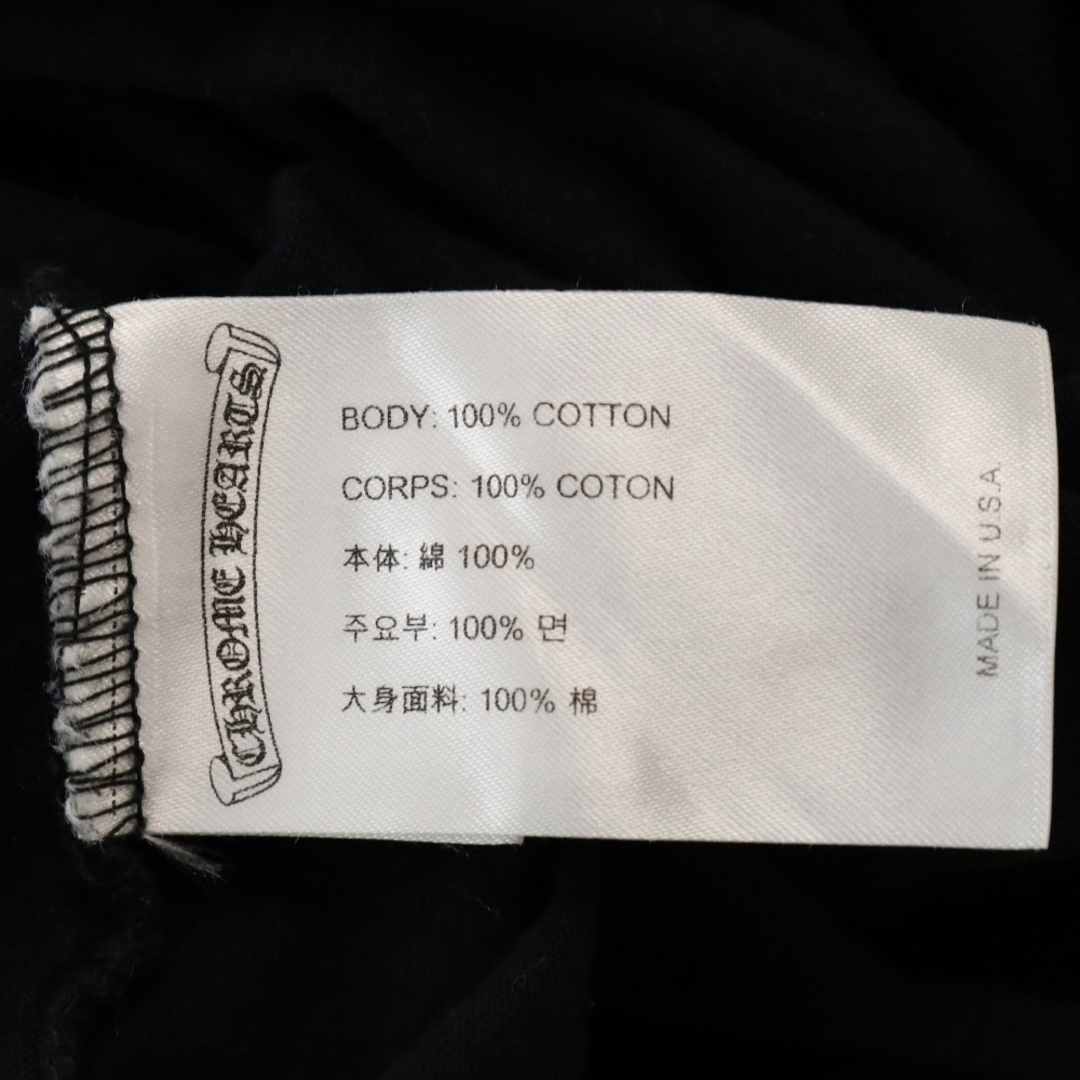 CHROME HEARTS
BODY: 100% COTTON
CORPS: 100% COTON
本体: 綿 100%
주요부: 100% 면
大身面料: 100% 棉
MADE IN U.S.A.